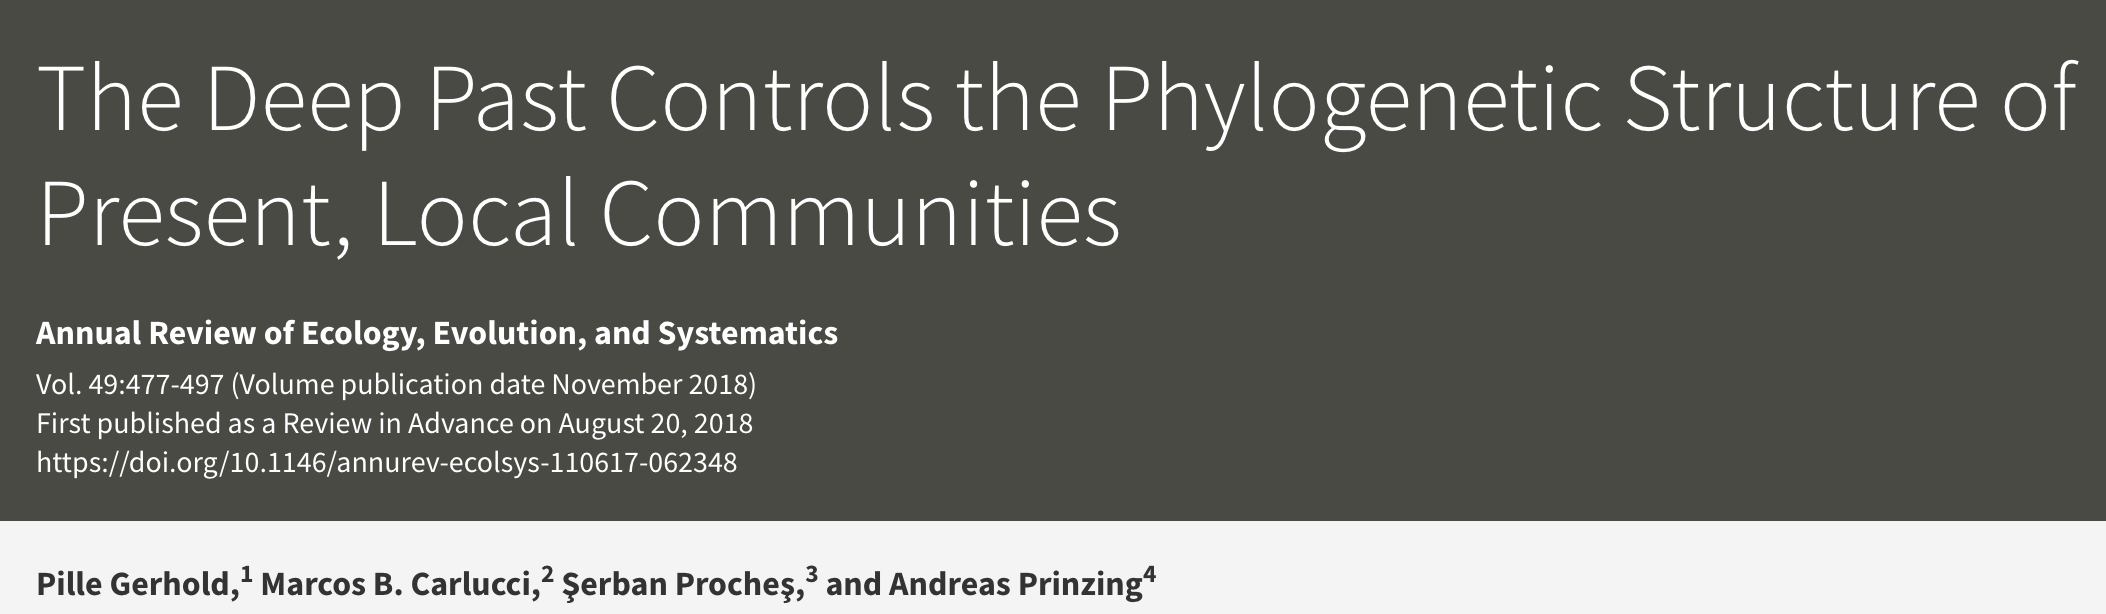 The Deep Past Controls the Phylogenetic Structure of
Present, Local Communities
Annual Review of Ecology, Evolution, and Systematics
Vol. 49:477-497 (Volume publication date November 2018)
First published as a Review in Advance on August 20, 2018
https://doi.org/10.1146/annurev-ecolsys-110617-062348
Pille Gerhold,¹ Marcos B. Carlucci,² Şerban Procheş,³ and Andreas Prinzing⁴